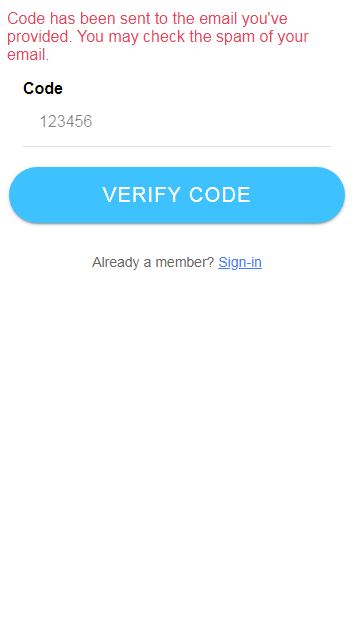 Code has been sent to the email you've
provided. You may check the spam of your
email.
Code
123456
VERIFY CODE
Already a member? Sign-in